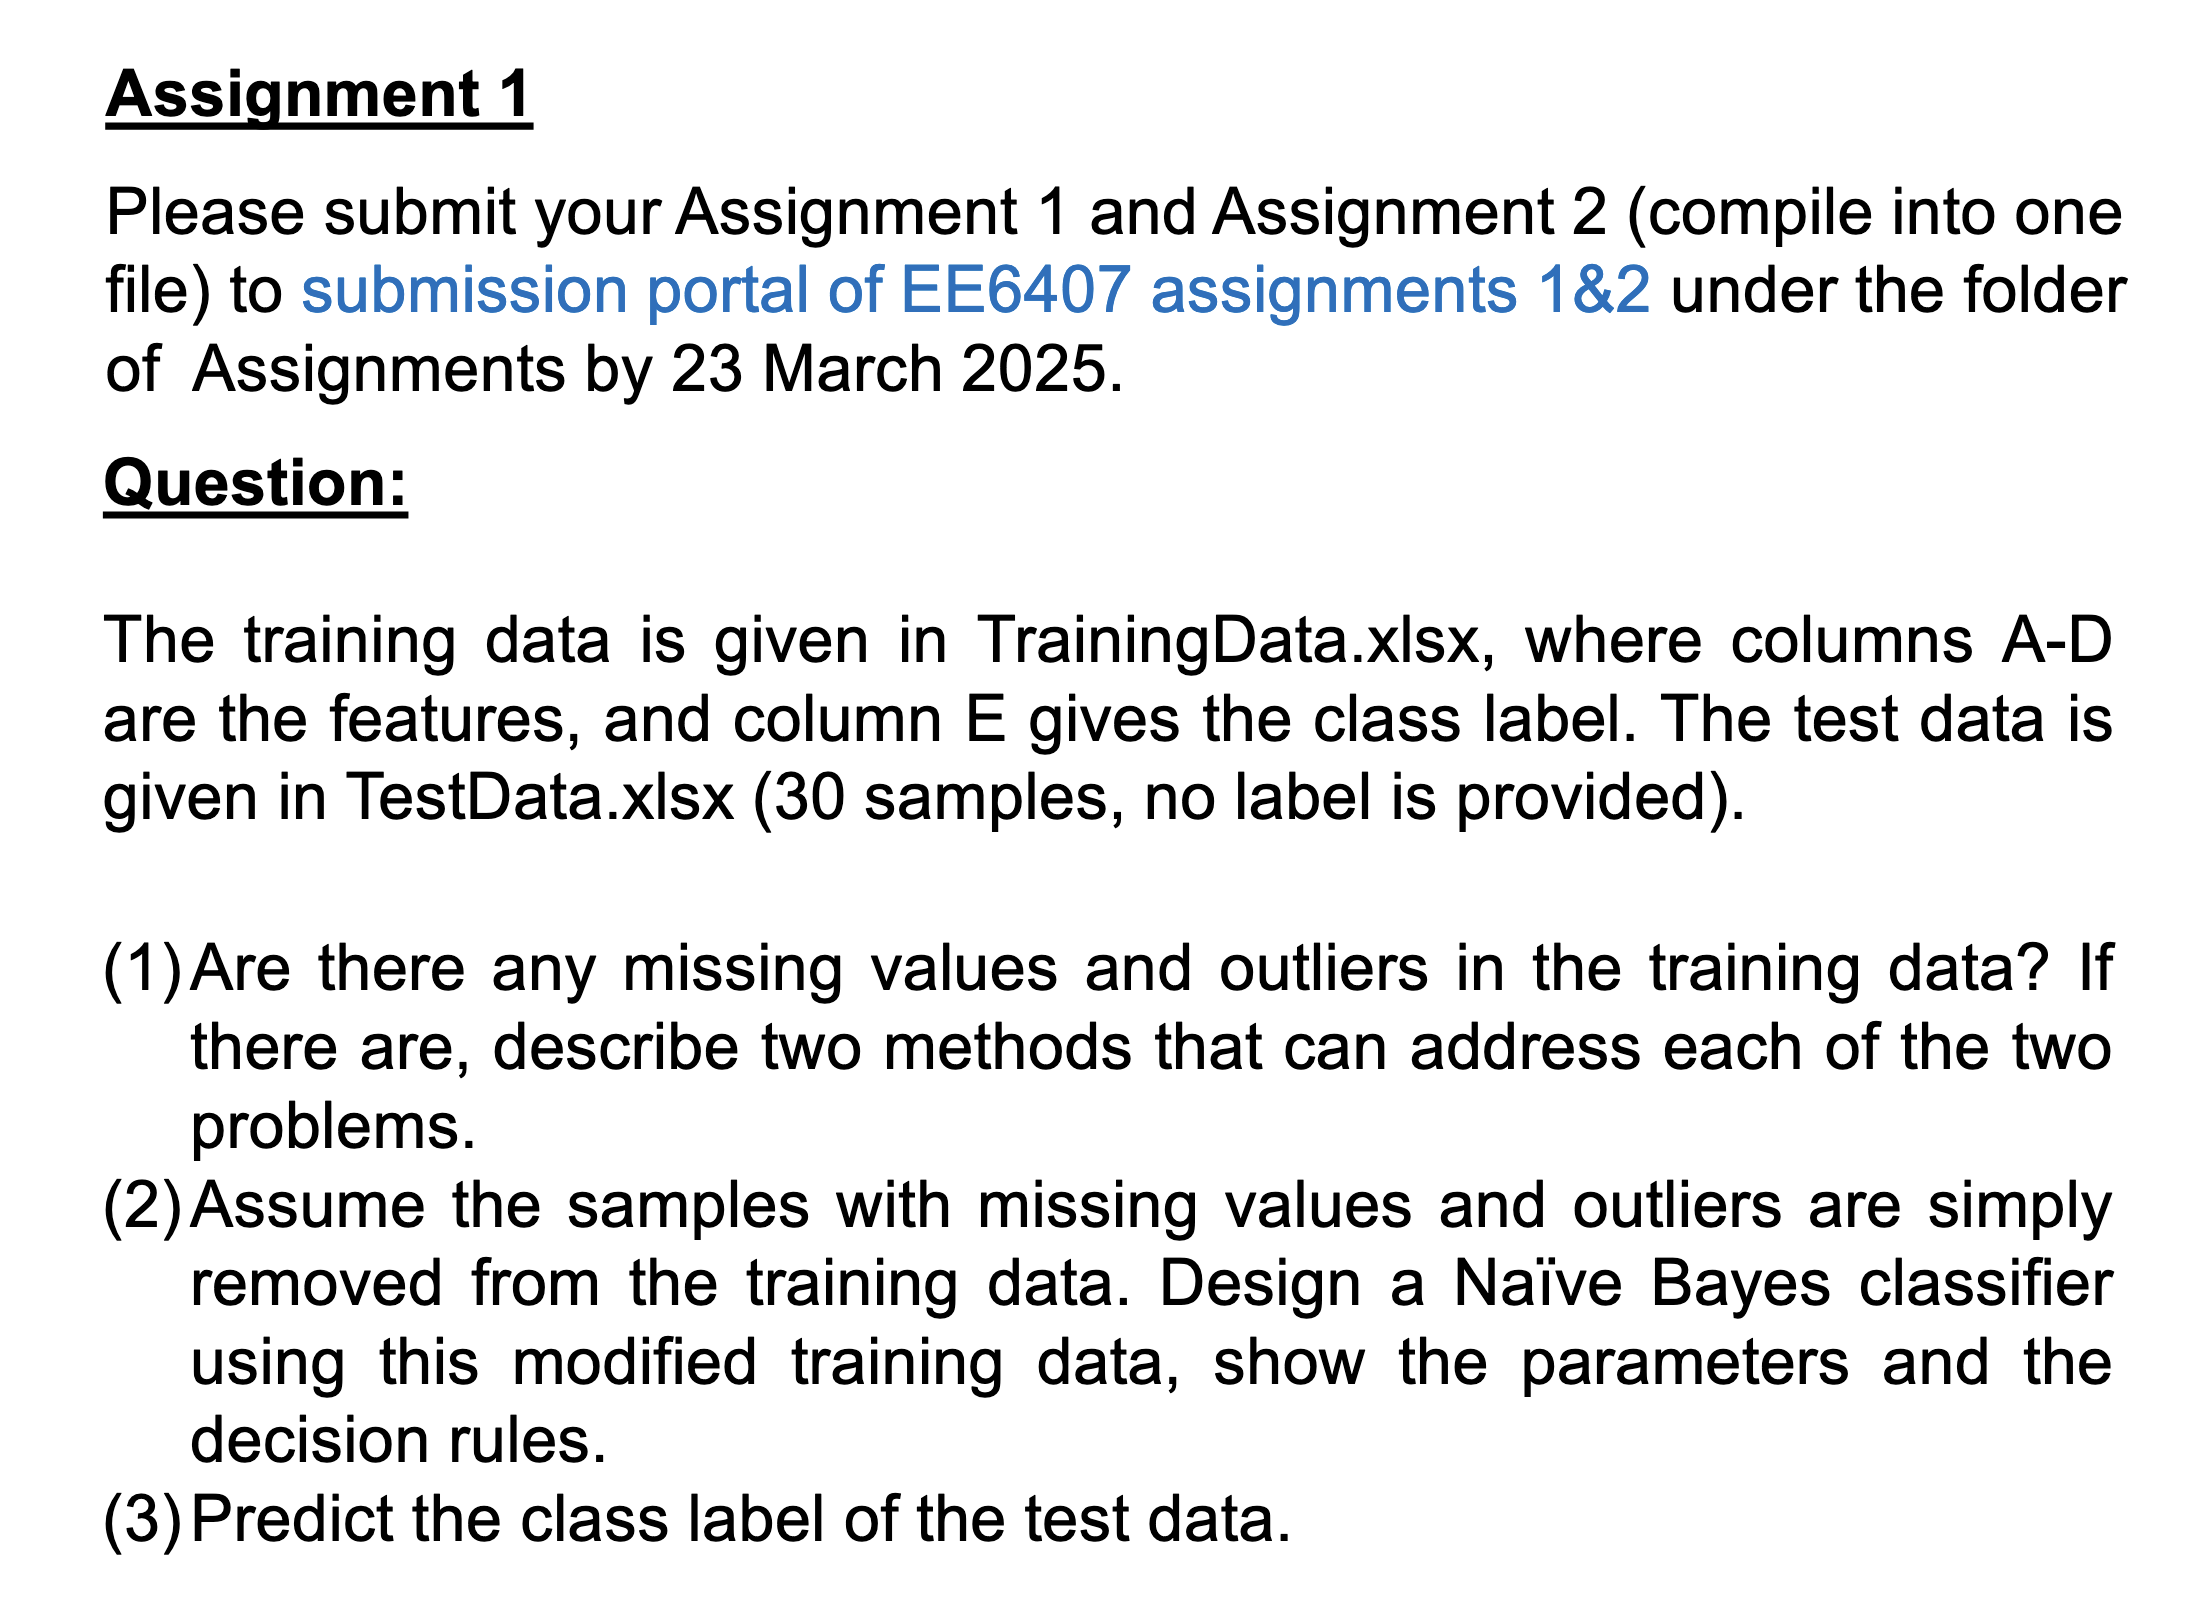 Assignment 1
Please submit your Assignment 1 and Assignment 2 (compile into one
file) to submission portal of EE6407 assignments 1&2 under the folder
of  Assignments by 23 March 2025.
Question:
The training data is given in TrainingData.xlsx, where columns A-D
are the features, and column E gives the class label. The test data is
given in TestData.xlsx (30 samples, no label is provided).
(1) Are there any missing values and outliers in the training data? If
there are, describe two methods that can address each of the two
problems.
(2) Assume the samples with missing values and outliers are simply
removed from the training data. Design a Naïve Bayes classifier
using this modified training data, show the parameters and the
decision rules.
(3) Predict the class label of the test data.